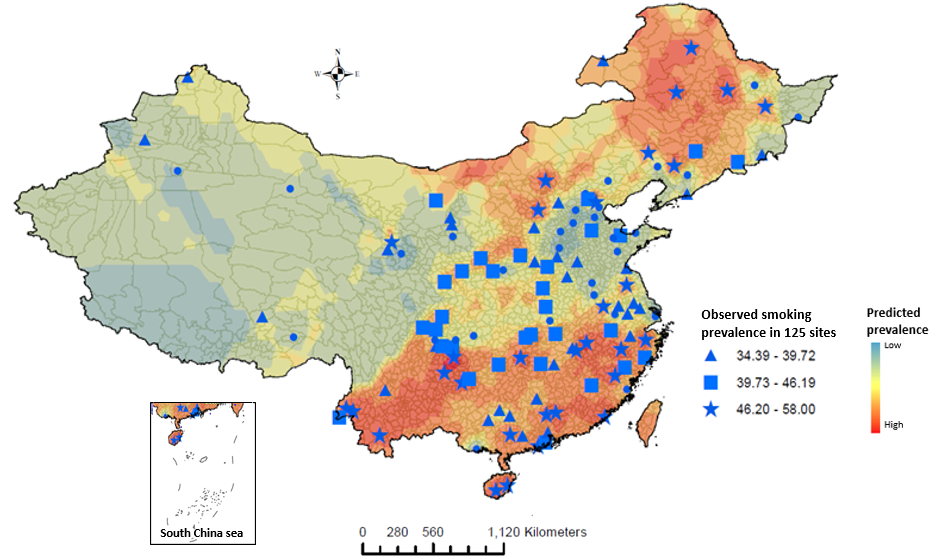 N
W E
S
Observed smoking
prevalence in 125 sites
34.39 - 39.72
39.73 - 46.19
46.20 - 58.00
Predicted
prevalence
Low
High
South China sea
0 280 560 1,120 Kilometers